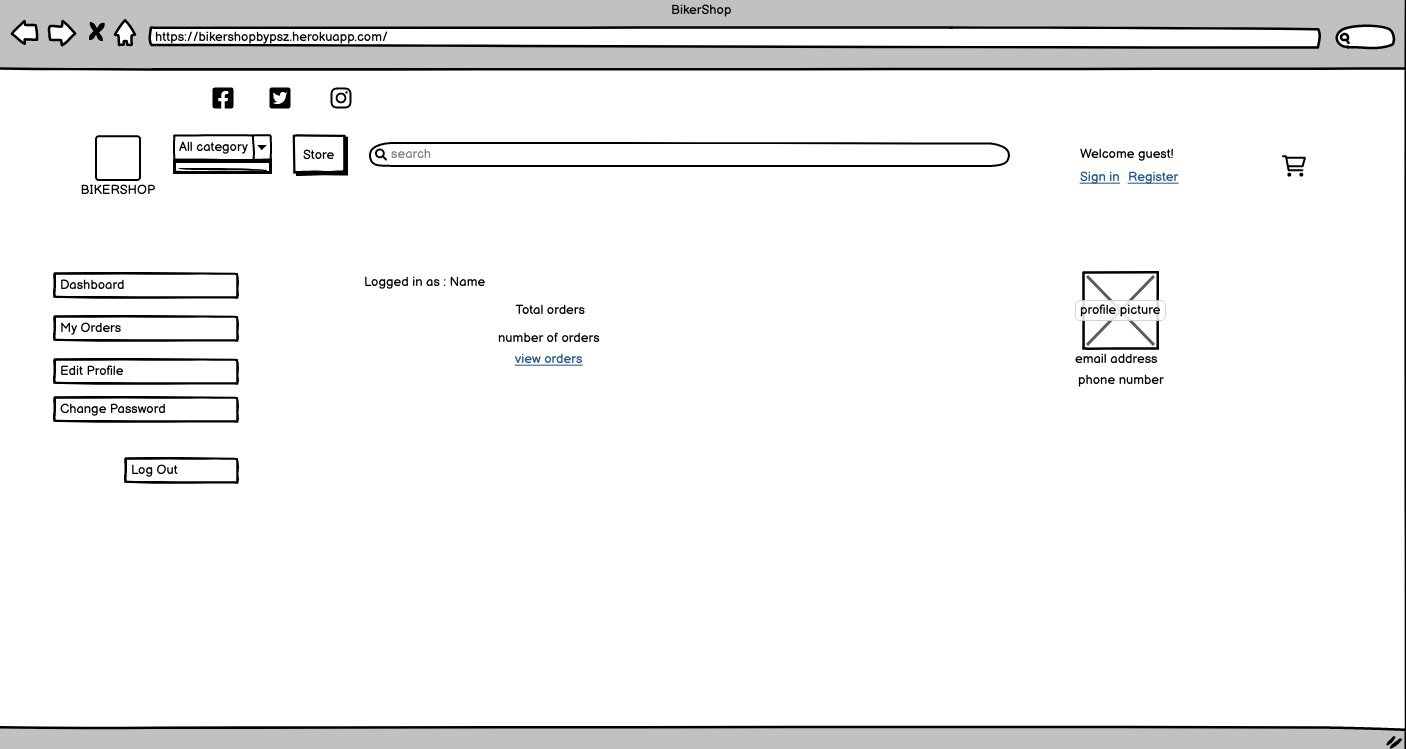 BikerShop
https://bikershopbypsz.herokuapp.com/
All category
Store
search
Welcome guest!
Sign in Register
BIKERSHOP
Dashboard
My Orders
Edit Profile
Change Password
Log Out
Logged in as : Name
Total orders
number of orders
view orders
profile picture
email address
phone number